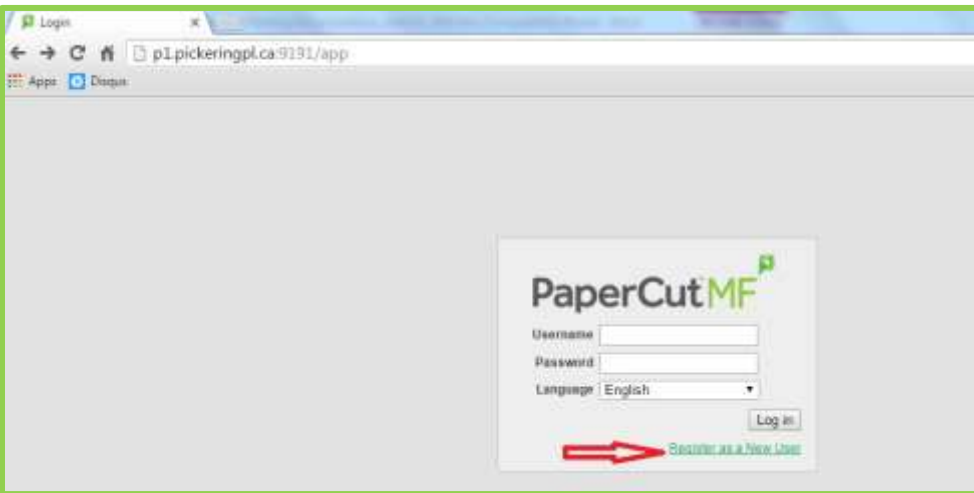 Login
p1.pickeringpl.ca:9191/app
Apps Disqus
PaperCut MF
Username
Password
Language English
Log in
Register as a New User